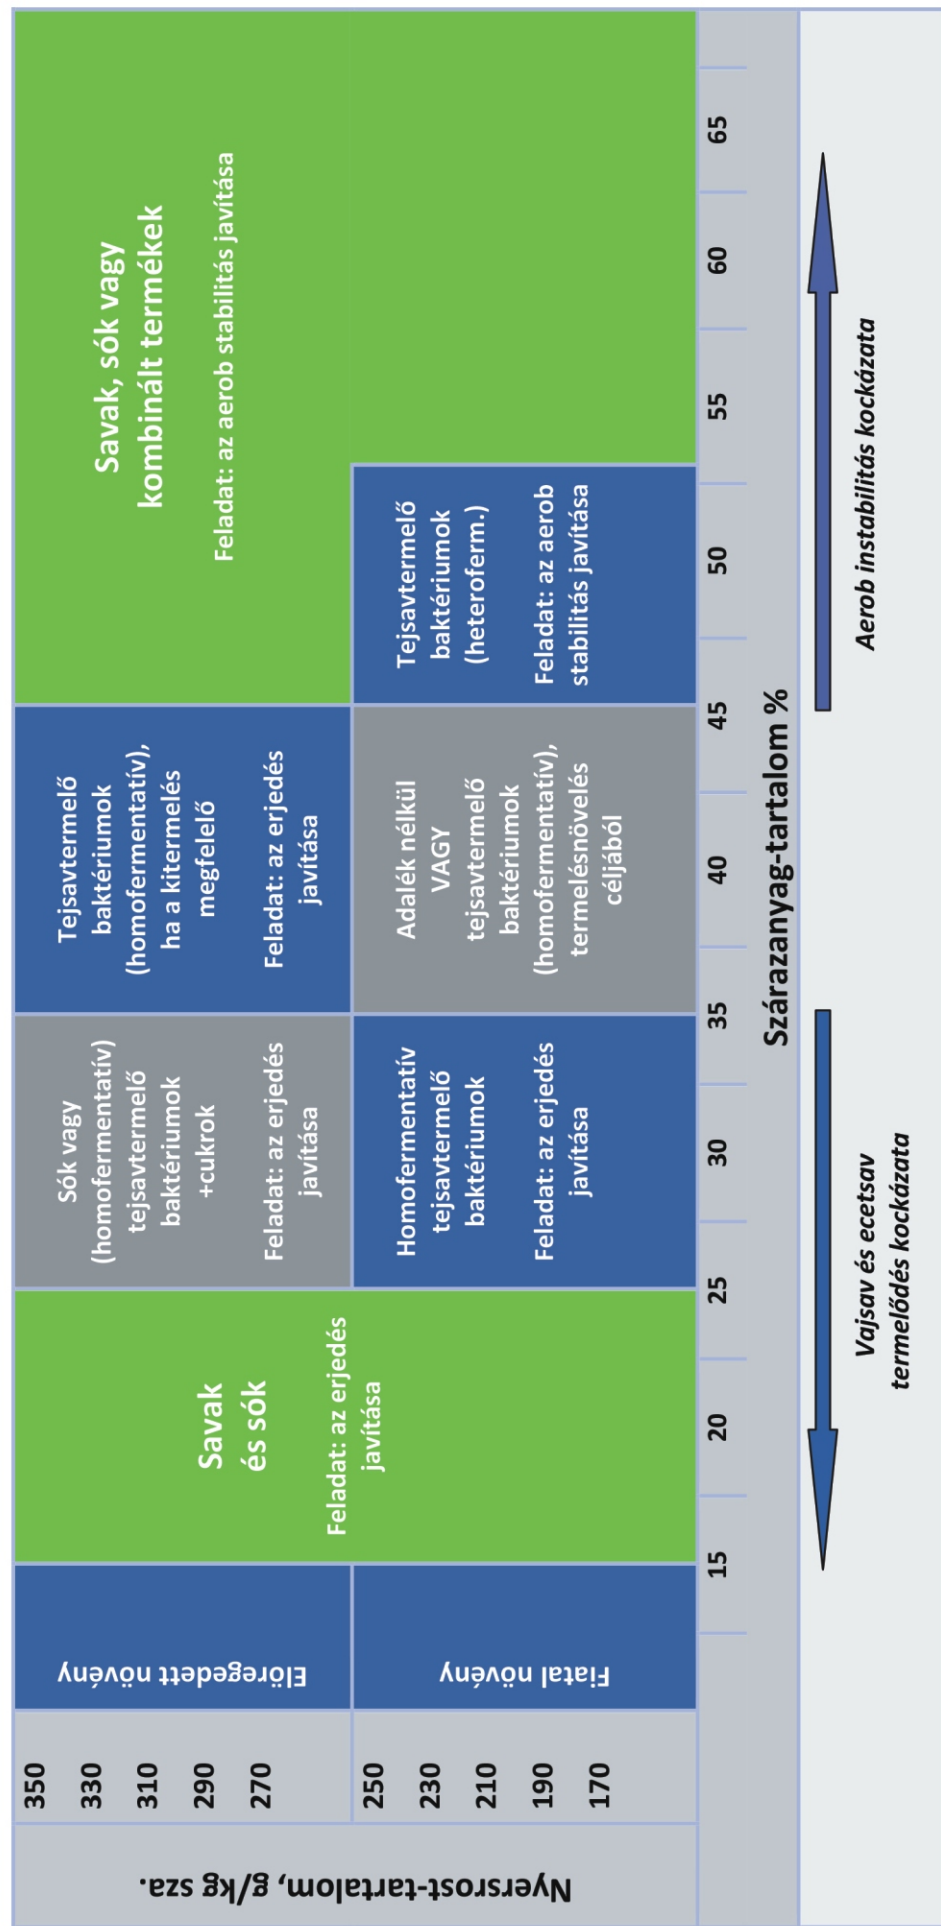 Nyersrost-tartalom, g/kg sza.
350
330
310
290
270
250
230
210
190
170
Elöregedett növény
Fiatal növény
Savak
és sók
Feladat: az erjedés
javítása
Sók vagy
(homofermentatív)
tejsavtermelő
baktériumok
+cukrok
Feladat: az erjedés
javítása
Tejsavtermelő
baktériumok
(homofermentatív),
ha a kitermelés
megfelelő
Feladat: az erjedés
javítása
Savak, sók vagy
kombinált termékek
Feladat: az aerob stabilitás javítása
Homofermentatív
tejsavtermelő
baktériumok
Feladat: az erjedés
javítása
Adalék nélkül
VAGY
tejsavtermelő
baktériumok
(homofermentatív),
termelésnövelés
céljából
Tejsavtermelő
baktériumok
(heteroferm.)
Feladat: az aerob
stabilitás javítása
15 20 25 30 35 40 45 50 55 60 65
Szárazanyag-tartalom %
Vajsav és ecetsav
termelődés kockázata
Aerob instabilitás kockázata